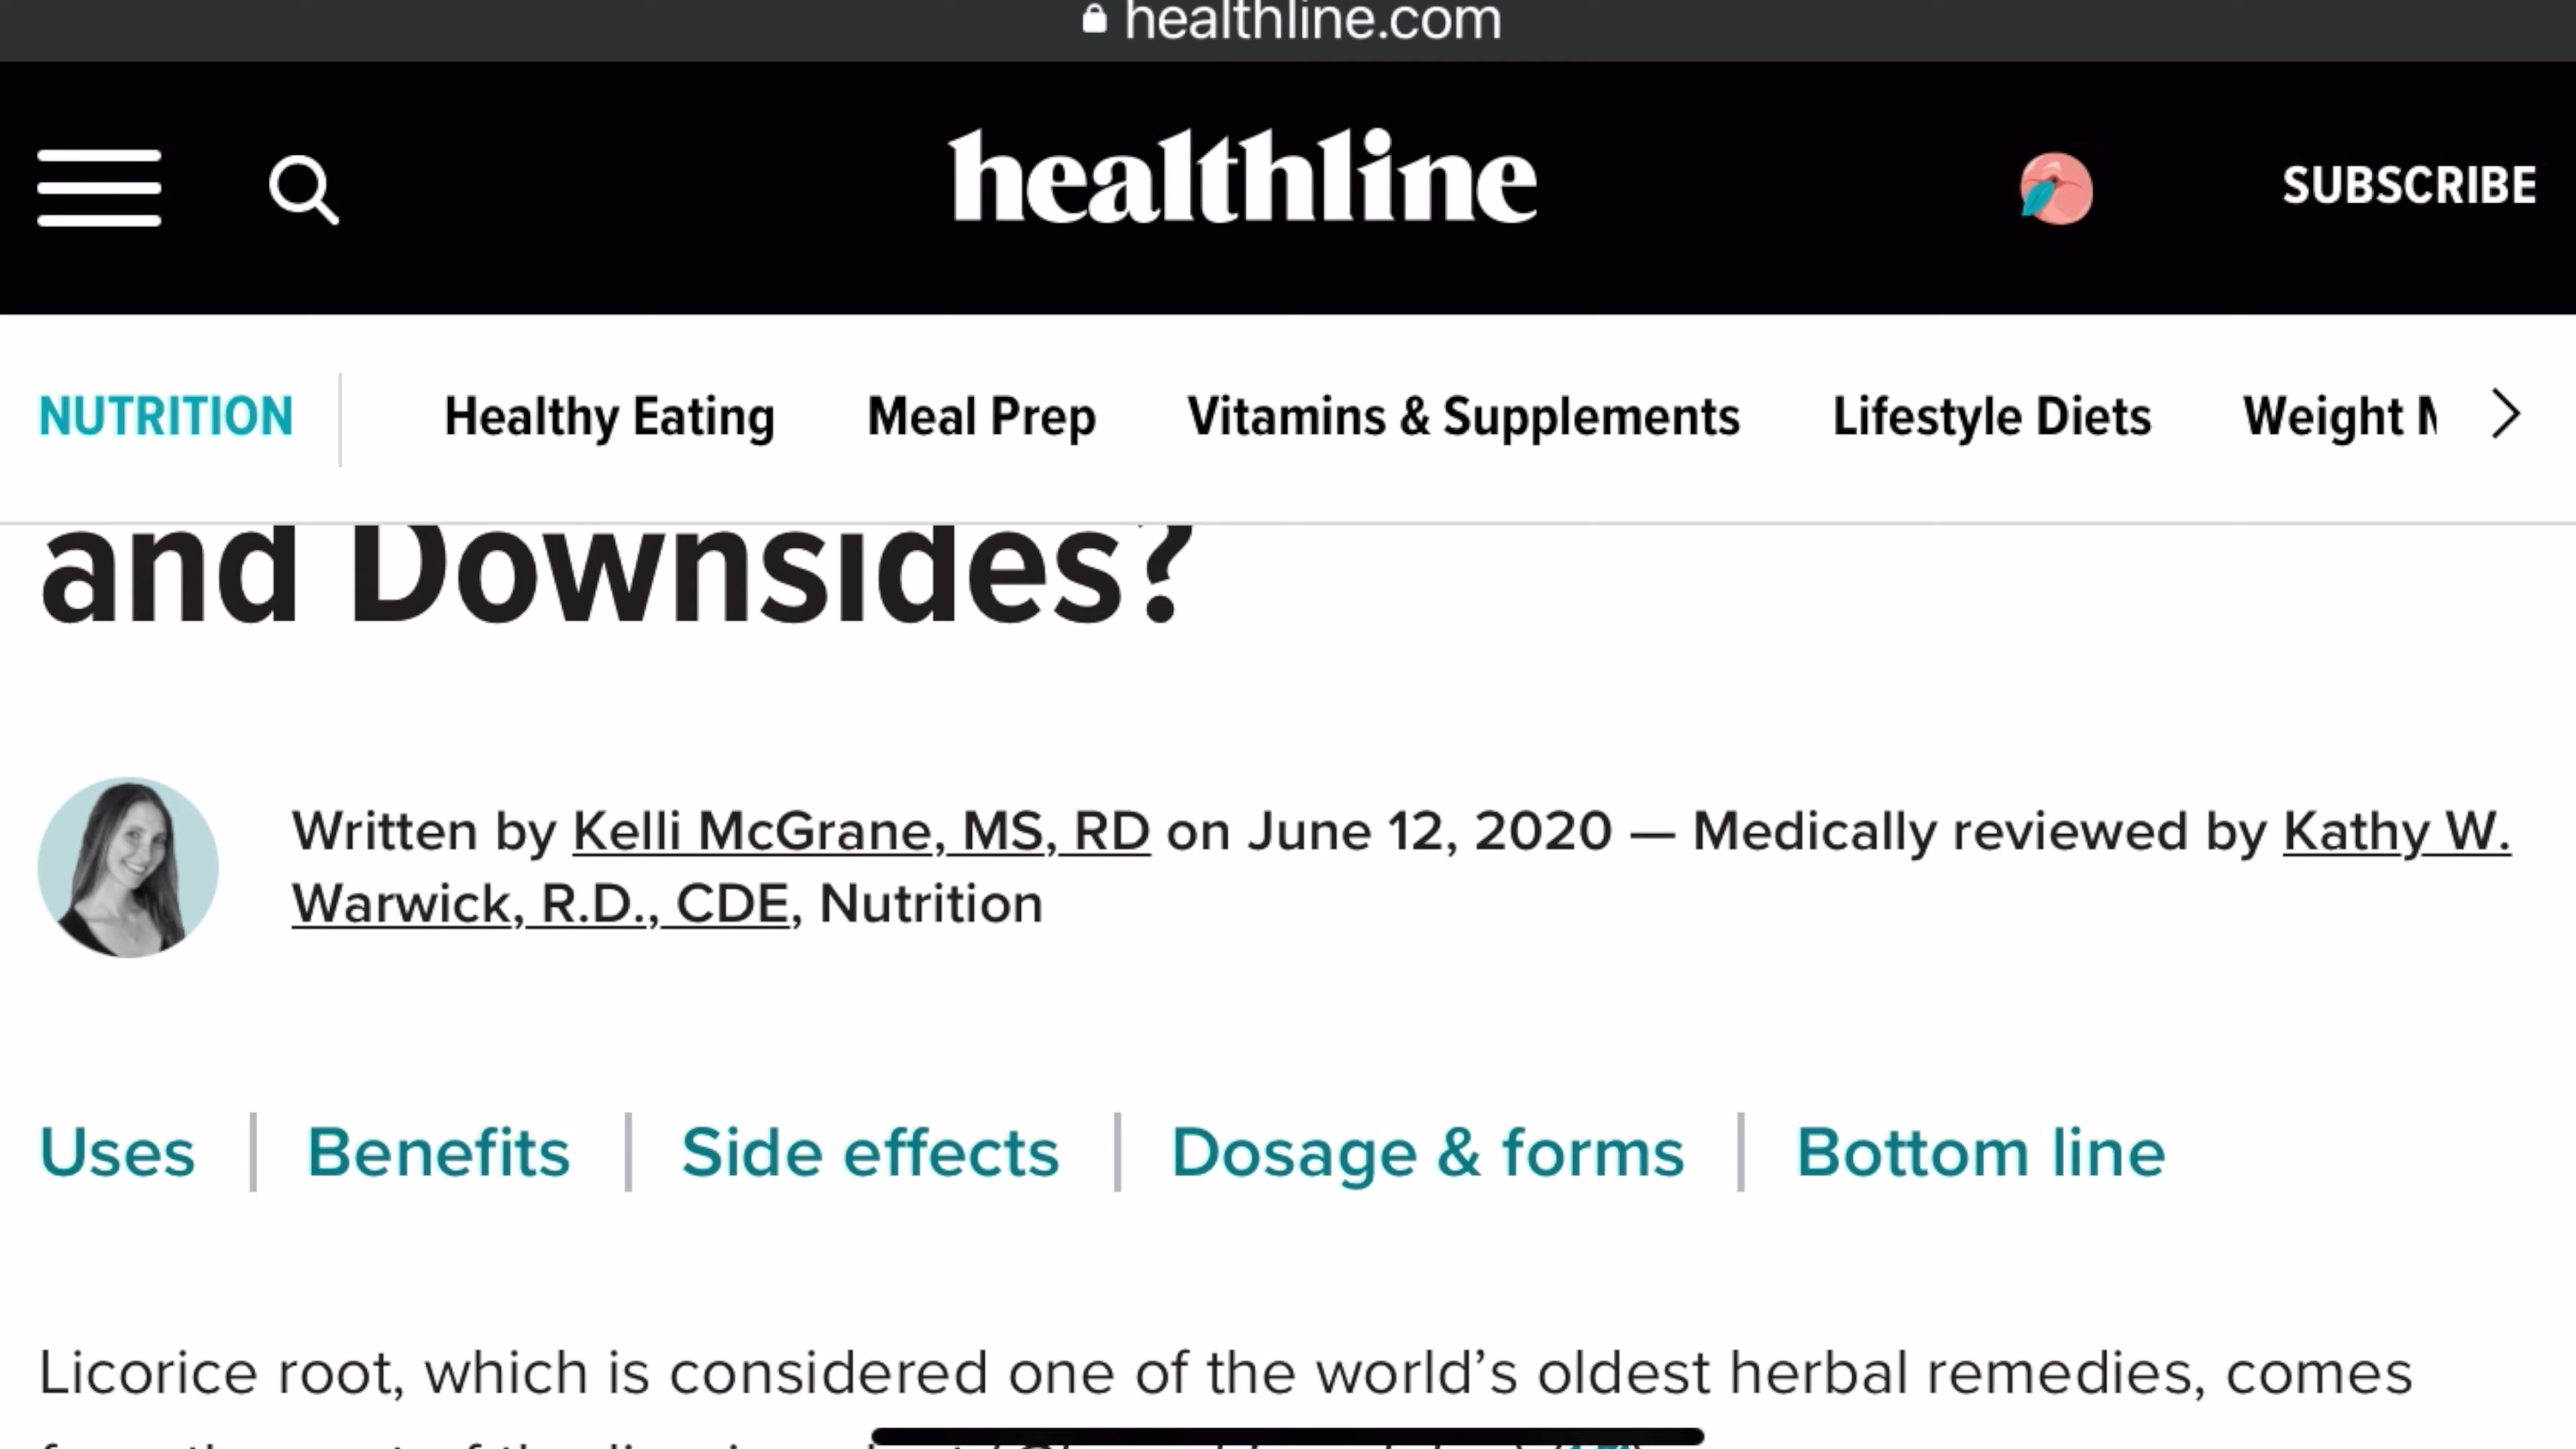 healthline.com
healthline
SUBSCRIBE
NUTRITION
Healthy Eating
Meal Prep
Vitamins & Supplements
Lifestyle Diets
Weight
and Downsides?
Written by Kelli McGrane, MS, RD on June 12, 2020 — Medically reviewed by Kathy W.
Warwick, R.D., CDE, Nutrition
Uses
Benefits
Side effects
Dosage & forms
Bottom line
Licorice root, which is considered one of the world’s oldest herbal remedies, comes